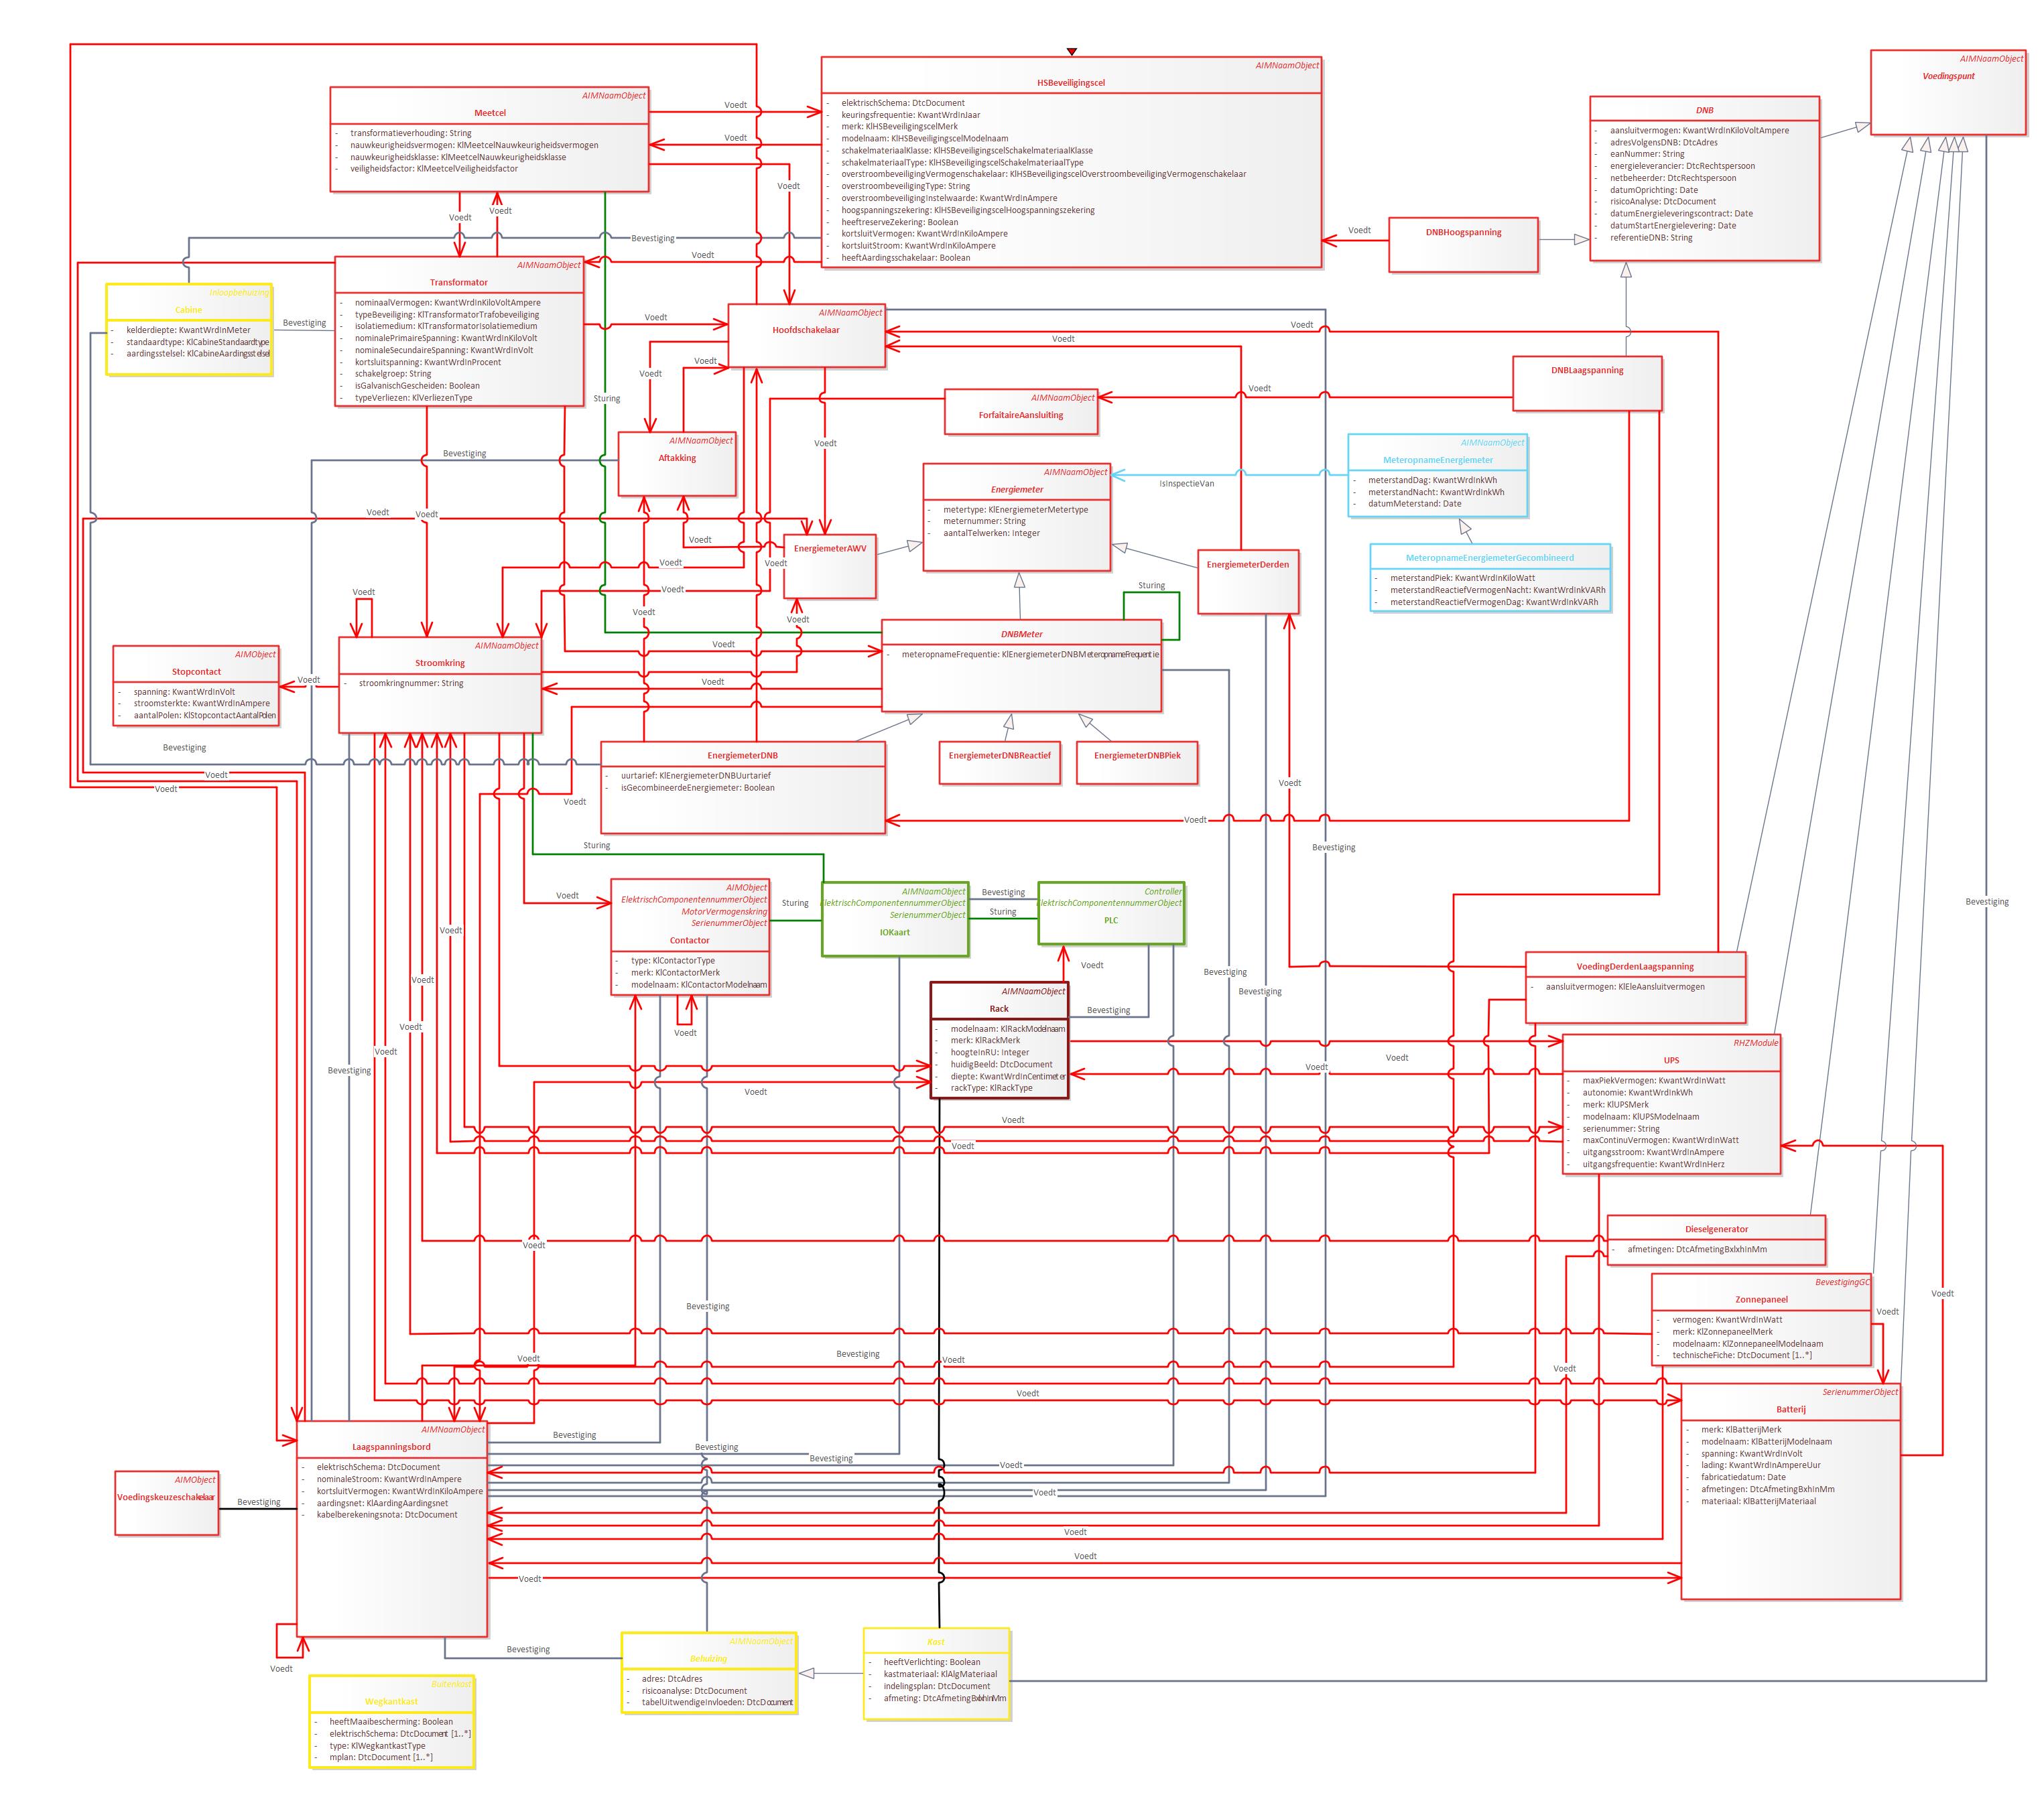 AIMNaamObject
Meetcel
- transformatieverhouding: String
- nauwkeurigheidsvermogen: KlMeetcelNauwkeurigheidsvermogen
- nauwkeurigheidsklasse: KlMeetcelNauwkeurigheidsklasse
- veiligheidsfactor: KlMeetcelVeiligheidsfactor
AIMNaamObject
HSBeveiligingscel
- elektrischSchema: DtcDocument
- keuringsfrequentie: KwantWrdInJaar
- merk: KlHSBeveiligingscelMerk
- modelnaam: KlHSBeveiligingscelModelnaam
- schakelmateriaalKlasse: KlHSBeveiligingscelSchakelmateriaalKlasse
- schakelmateriaalType: KlHSBeveiligingscelSchakelmateriaalType
- overstroombeveiligingVermogenschakelaar: KlHSBeveiligingscelOverstroombeveiligingVermogenschakelaar
- overstroombeveiligingType: String
- overstroombeveiligingInstelwaarde: KwantWrdInAmpere
- hoogspanningszekering: KlHSBeveiligingscelHoogspanningszekering
- heeftreserveZekering: Boolean
- kortsluitVermogen: KwantWrdInKiloAmpere
- kortsluitStroom: KwantWrdInKiloAmpere
- heeftAardingsschakelaar: Boolean
AIMNaamObject
Voedingspunt
DNB
- aansluitvermogen: KwantWrdInKiloVoltAmpere
- adresVolgensDNB: DtcAdres
- eanNummer: String
- energieleverancier: DtcRechtspersoon
- netbeheerder: DtcRechtspersoon
- datumOprichting: Date
- risicoAnalyse: DtcDocument
- datumEnergieleveringscontract: Date
- datumStartEnergielevering: Date
- referentieDNB: String
DNBHoogspanning
Voedt
Voedt
Voedt
Voedt
Voedt
Voedt
Bevestiging
Voedt
inloopbehuizing
Cabine
- kelderdiepte: KwantWrdInMeter
- standaardtype: KlCabineStandaardtype
- aardingsstelsel: KlCabineAardingsstelsel
Bevestiging
AIMNaamObject
Transformator
- nominaalVermogen: KwantWrdInKiloVoltAmpere
- typeBeveiliging: KlTransformatorTrafobeveiliging
- isolatiemedium: KlTransformatorIsolatiemedium
- nominalePrimaireSpanning: KwantWrdInKiloVolt
- nominaleSecundaireSpanning: KwantWrdInVolt
- kortsluitspanning: KwantWrdInProcent
- schakelgroep: String
- isGalvanischGescheiden: Boolean
- typeVerliezen: KlVerliezenType
Voedt
AIMNaamObject
Hoofdschakelaar
Voedt
Voedt
Voedt
Voedt
DNBLaagspanning
Sturing
AIMNaamObject
ForfaitaireAansluiting
Voedt
Voedt
AIMNaamObject
Aftakking
Bevestiging
AIMNaamObject
Energiemeter
- metertype: KlEnergiemeterMetertype
- meternummer: String
- aantalTelwerken: Integer
IsInspectieVan
AIMNaamObject
MeteropnameEnergiemeter
- meterstandDag: KwantWrdInkWh
- meterstandNacht: KwantWrdInkWh
- datumMeterstand: Date
MeteropnameEnergiemeterGecombineerd
- meterstandPiek: KwantWrdInKiloWatt
- meterstandReactiefVermogenNacht: KwantWrdInkVARh
- meterstandReactiefVermogenDag: KwantWrdInkVARh
Voedt
Voedt
Voedt
EnergiemeterAWV
EnergiemeterDerden
Voedt
Voedt
Voedt
Voedt
Voedt
Sturing
AIMObject
Stopcontact
- spanning: KwantWrdInVolt
- stroomsterkte: KwantWrdInAmpere
- aantalPolen: KlStopcontactAantalPolen
Voedt
AIMNaamObject
Stroomkring
- stroomkringnummer: String
Voedt
Voedt
DNBMeter
- meteropnameFrequentie: KlEnergiemeterDNBMeteropnameFrequentie
Bevestiging
Voedt
Voedt
EnergiemeterDNB
- uurtarief: KlEnergiemeterDNBUurtarief
- isGecombineerdeEnergiemeter: Boolean
EnergiemeterDNBReactief
EnergiemeterDNBPiek
Voedt
Voedt
Voedt
Sturing
Bevestiging
Voedt
AIMObject
ElektrischComponentennummerObject
MotorVermogenskring
SerienummerObject
Contactor
- type: KlContactorType
- merk: KlContactorMerk
- modelnaam: KlContactorModelnaam
Sturing
AIMNaamObject
ElektrischComponentennummerObject
SerienummerObject
IOKaart
Bevestiging
Sturing
Controller
ElektrischComponentennummerObject
PLC
Bevestiging
Voedt
Voedt
Voedt
Voedt
Voedt
Voedt
Bevestiging
Bevestiging
Bevestiging
AIMNaamObject
Rack
- modelnaam: KlRackModelnaam
- merk: KlRackMerk
- hoogteInRU: Integer
- huidigBeeld: DtcDocument
- diepte: KwantWrdInCentimeter
- rackType: KlRackType
Bevestiging
VoedingDerdenLaagspanning
- aansluitvermogen: KlEleAansluitvermogen
RHZModule
UPS
- maxPiekVermogen: KwantWrdInWatt
- autonomie: KwantWrdInkWh
- merk: KlUPSMerk
- modelnaam: KlUPSModelnaam
- serienummer: String
- maxContinuVermogen: KwantWrdInWatt
- uitgangsstroom: KwantWrdInAmpere
- uitgangsfrequentie: KwantWrdInHerz
Voedt
Voedt
Voedt
Voedt
Voedt
Voedt
Dieselgenerator
- afmetingen: DtcAfmetingBxlxhInMm
BevestigingGC
Zonnepaneel
- vermogen: KwantWrdInWatt
- merk: KlZonnepaneelMerk
- modelnaam: KlZonnepaneelModelnaam
- technischeFiche: DtcDocument [1..*]
Voedt
Voedt
Bevestiging
Voedt
Bevestiging
Voedt
Voedt
Voedt
SerienummerObject
Batterij
- merk: KlBatterijMerk
- modelnaam: KlBatterijModelnaam
- spanning: KwantWrdInVolt
- lading: KwantWrdInAmpereUur
- fabricatiedatum: Date
- afmetingen: DtcAfmetingBxhInMm
- materiaal: KlBatterijMateriaal
AIMNaamObject
Laagspanningsbord
- elektrischSchema: DtcDocument
- nominaleStroom: KwantWrdInAmpere
- kortsluitVermogen: KwantWrdInKiloAmpere
- aardingsnet: KlAardingAardingsnet
- kabelberekeningsnota: DtcDocument
Bevestiging
Bevestiging
Bevestiging
Voedt
Voedt
Voedt
Voedt
Voedt
AIMObject
Voedingskeuzeschakelaar
Bevestiging
Voedt
Bevestiging
AIMNaamObject
Behuizing
- adres: DtcAdres
- risicoanalyse: DtcDocument
- tabelUitwendigeInvloeden: DtcDocument
Kast
- heeftVerlichting: Boolean
- kastmateriaal: KlAlgMateriaal
- indelingsplan: DtcDocument
- afmeting: DtcAfmetingBxlxhInMm
Buitenkast
Wegkantkast
- heeftMaaibescherming: Boolean
- elektrischSchema: DtcDocument [1..*]
- type: KlWegkantkastType
- mplan: DtcDocument [1..*]